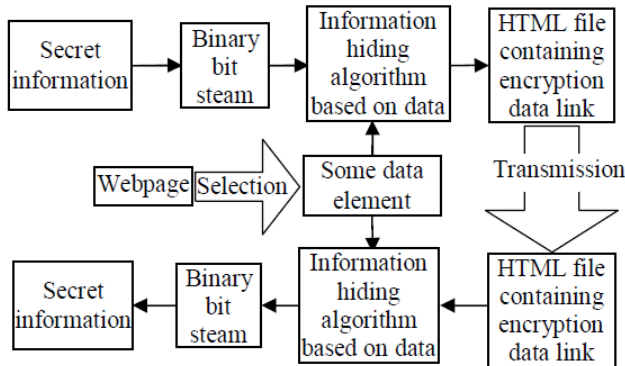 Secret
information
Binary
bit
steam
Information
hiding
algorithm
based on data
HTML file
containing
encryption
data link
Webpage
Selection
Some data
element
Transmission
Secret
information
Binary
bit
steam
Information
hiding
algorithm
based on data
HTML file
containing
encryption
data link